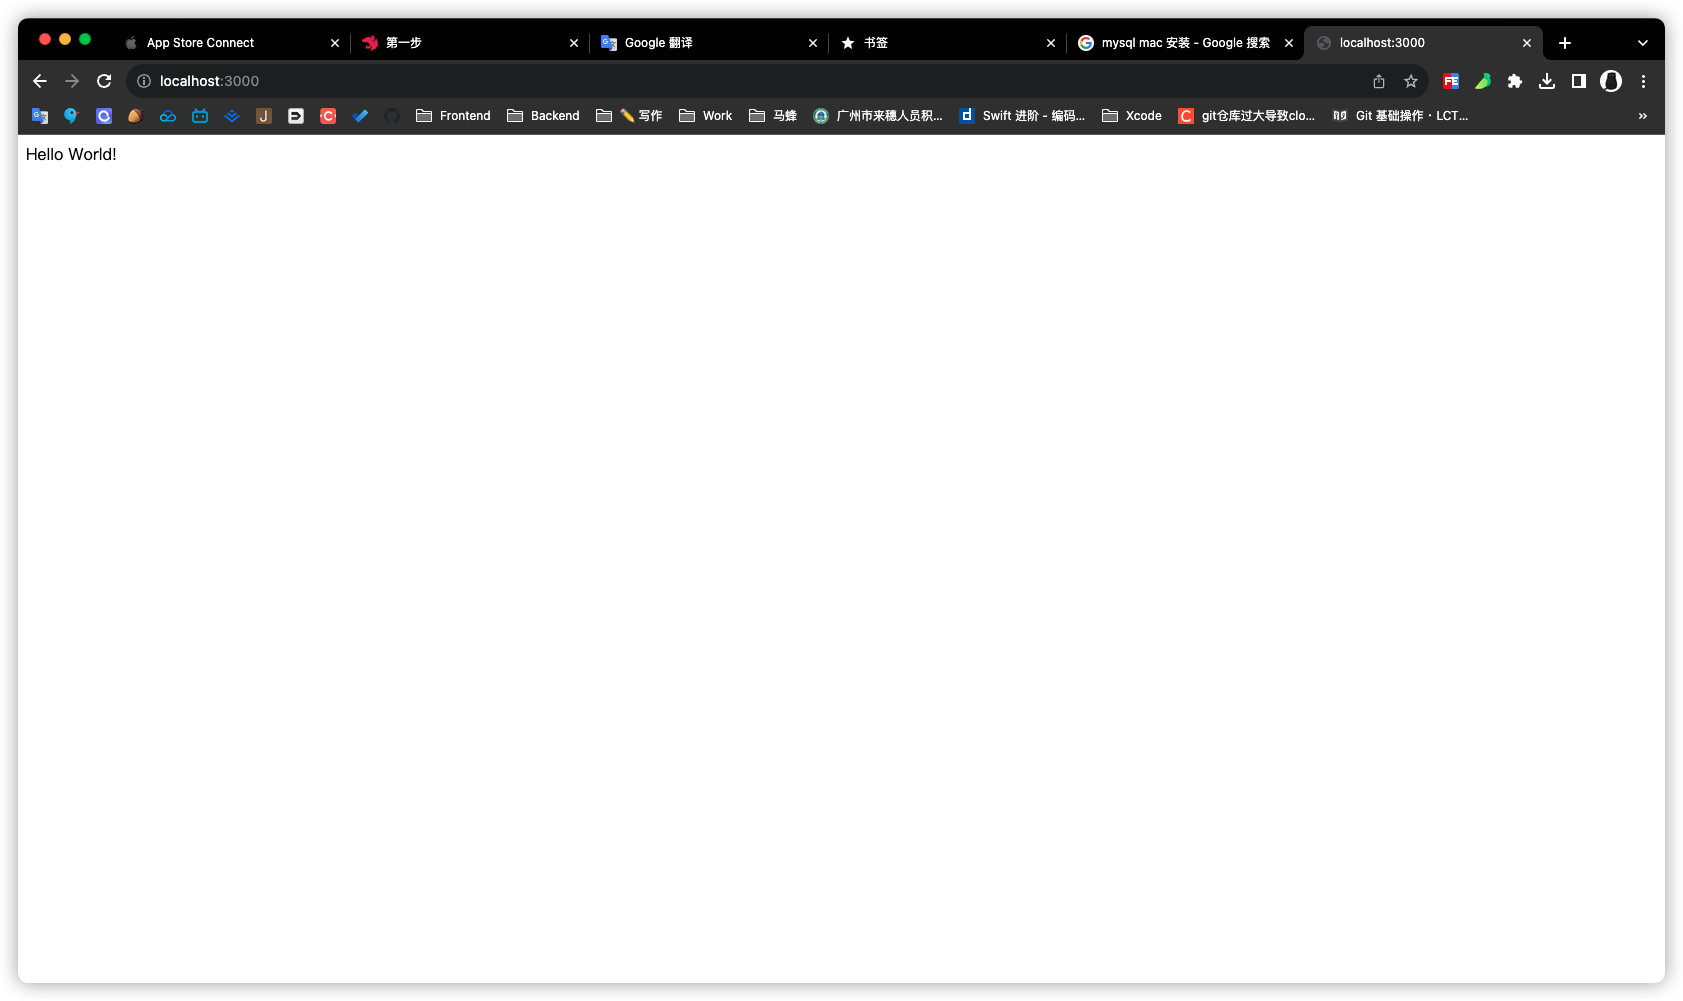 App Store Connect
第一步
Google 翻译
书签
mysql mac 安装 - Google 搜索
localhost:3000
localhost:3000
Frontend
Backend
✏️ 写作
Work
马蜂
广州市来穗人员积...
Swift 进阶 - 编码...
Xcode
git仓库过大导致clo...
Git 基础操作 · LCT...
Hello World!